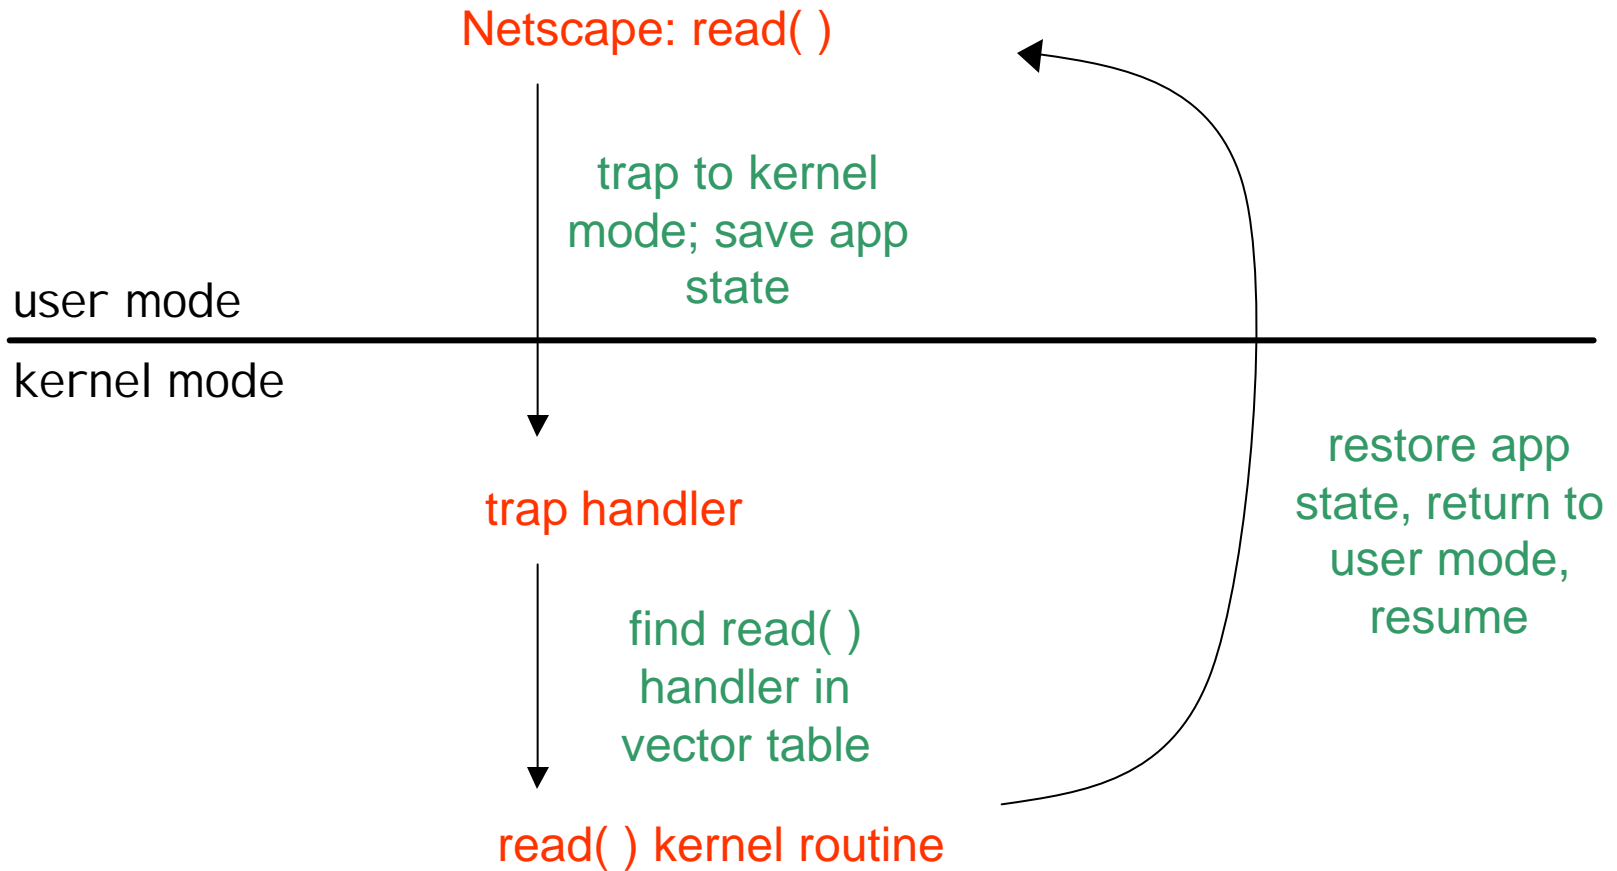 Netscape: read( )
trap to kernel
mode; save app
state
user mode
kernel mode
trap handler
find read( )
handler in
vector table
read( ) kernel routine
restore app
state, return to
user mode,
resume